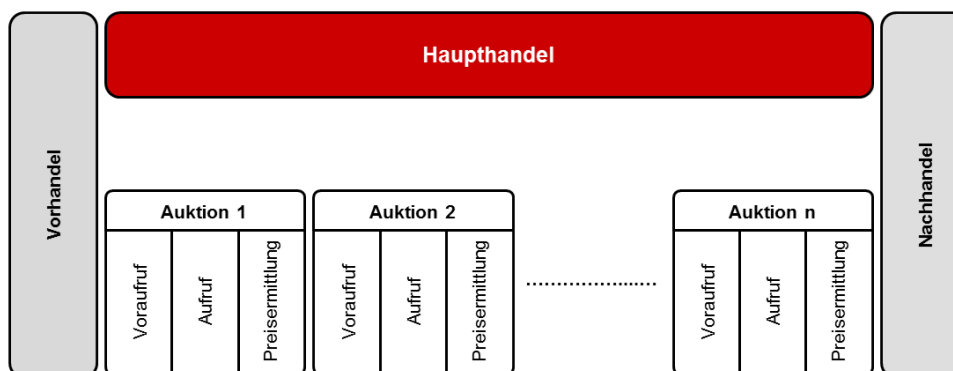 Vorhandel
Haupthandel
Nachhandel
Auktion 1
Voraufruf
Aufruf
Preisermittlung
Auktion 2
Voraufruf
Aufruf
Preisermittlung
........................
Auktion n
Voraufruf
Aufruf
Preisermittlung